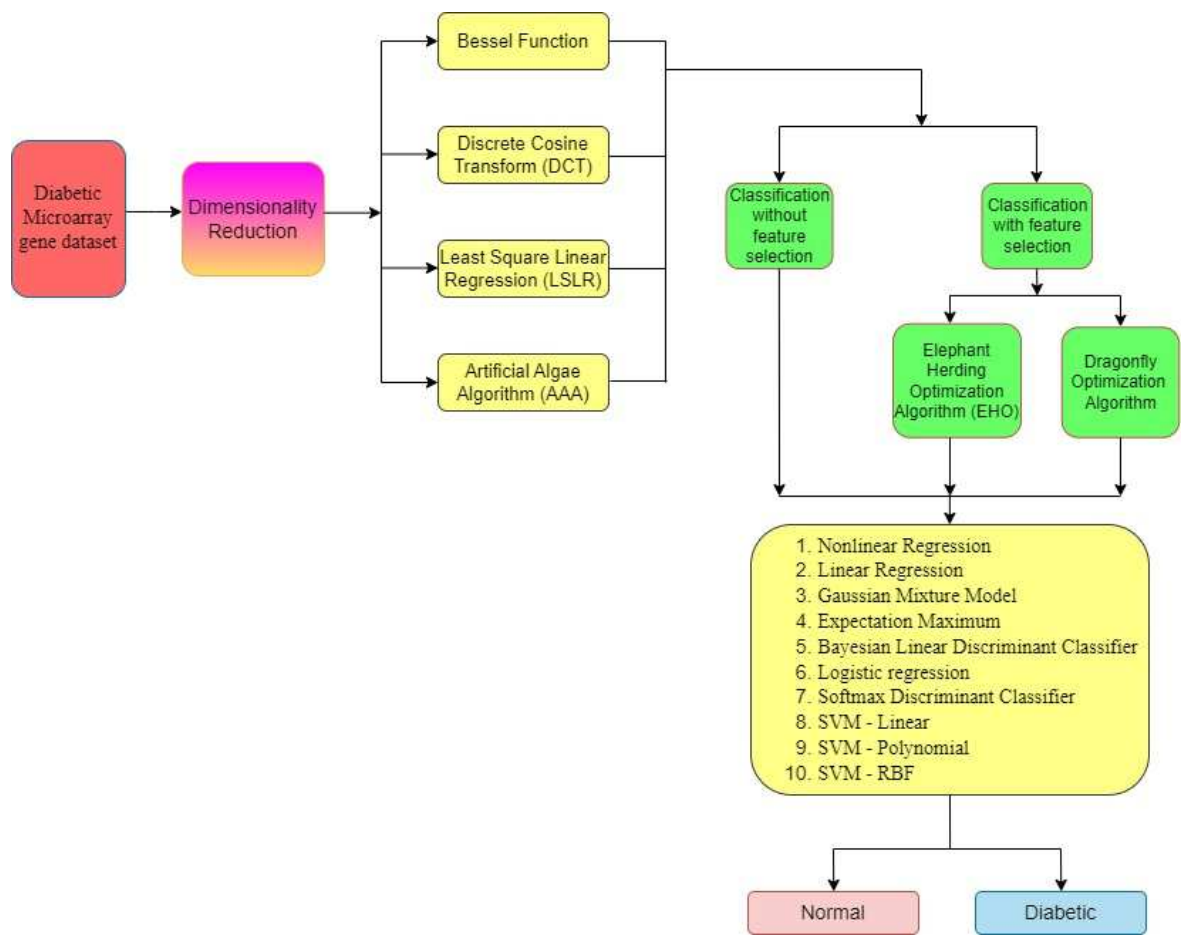 Diabetic
Microarray
gene dataset
Dimensionality
Reduction
Bessel Function
Discrete Cosine
Transform (DCT)
Least Square Linear
Regression (LSLR)
Artificial Algae
Algorithm (AAA)
Classification
without
feature
selection
Classification
with feature
selection
Elephant
Herding
Optimization
Algorithm (EHO)
Dragonfly
Optimization
Algorithm
1. Nonlinear Regression
2. Linear Regression
3. Gaussian Mixture Model
4. Expectation Maximum
5. Bayesian Linear Discriminant Classifier
6. Logistic regression
7. Softmax Discriminant Classifier
8. SVM - Linear
9. SVM - Polynomial
10. SVM - RBF
Normal
Diabetic